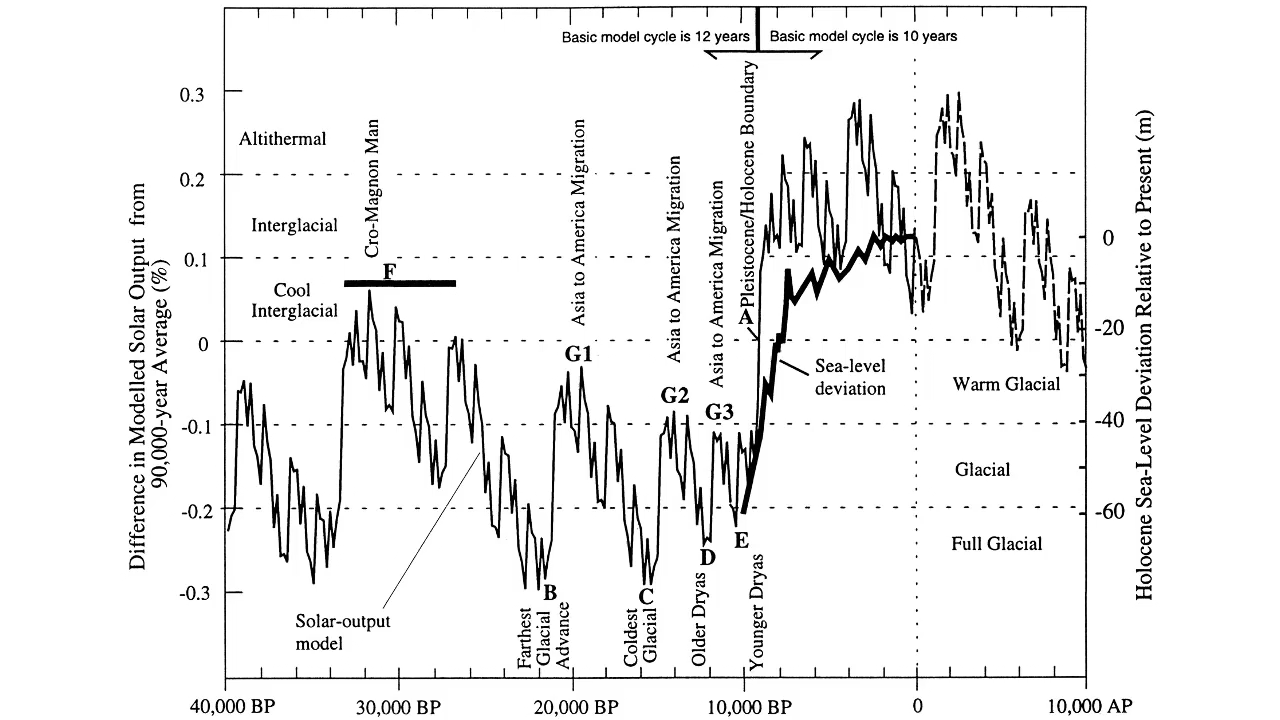 Basic model cycle is 12 years
Basic model cycle is 10 years
Difference in Modelled Solar Output from
90,000-year Average (%)
0.3
0.2
0.1
0
-0.1
-0.2
-0.3
Altithermal
Interglacial
Cool
Interglacial
Cro-Magnon Man
F
Asia to America Migration
G1
Asia to America Migration
G2
Asia to America Migration
G3
Pleistocene/Holocene Boundary
A
Sea-level
deviation
Warm Glacial
Glacial
Full Glacial
Solar-output
model
B
Farthest
Glacial
Advance
C
Coldest
Glacial
D
Older Dryas
E
Younger Dryas
0
-20
-40
-60
Holocene Sea-Level Deviation Relative to Present (m)
40,000 BP
30,000 BP
20,000 BP
10,000 BP
0
10,000 AP